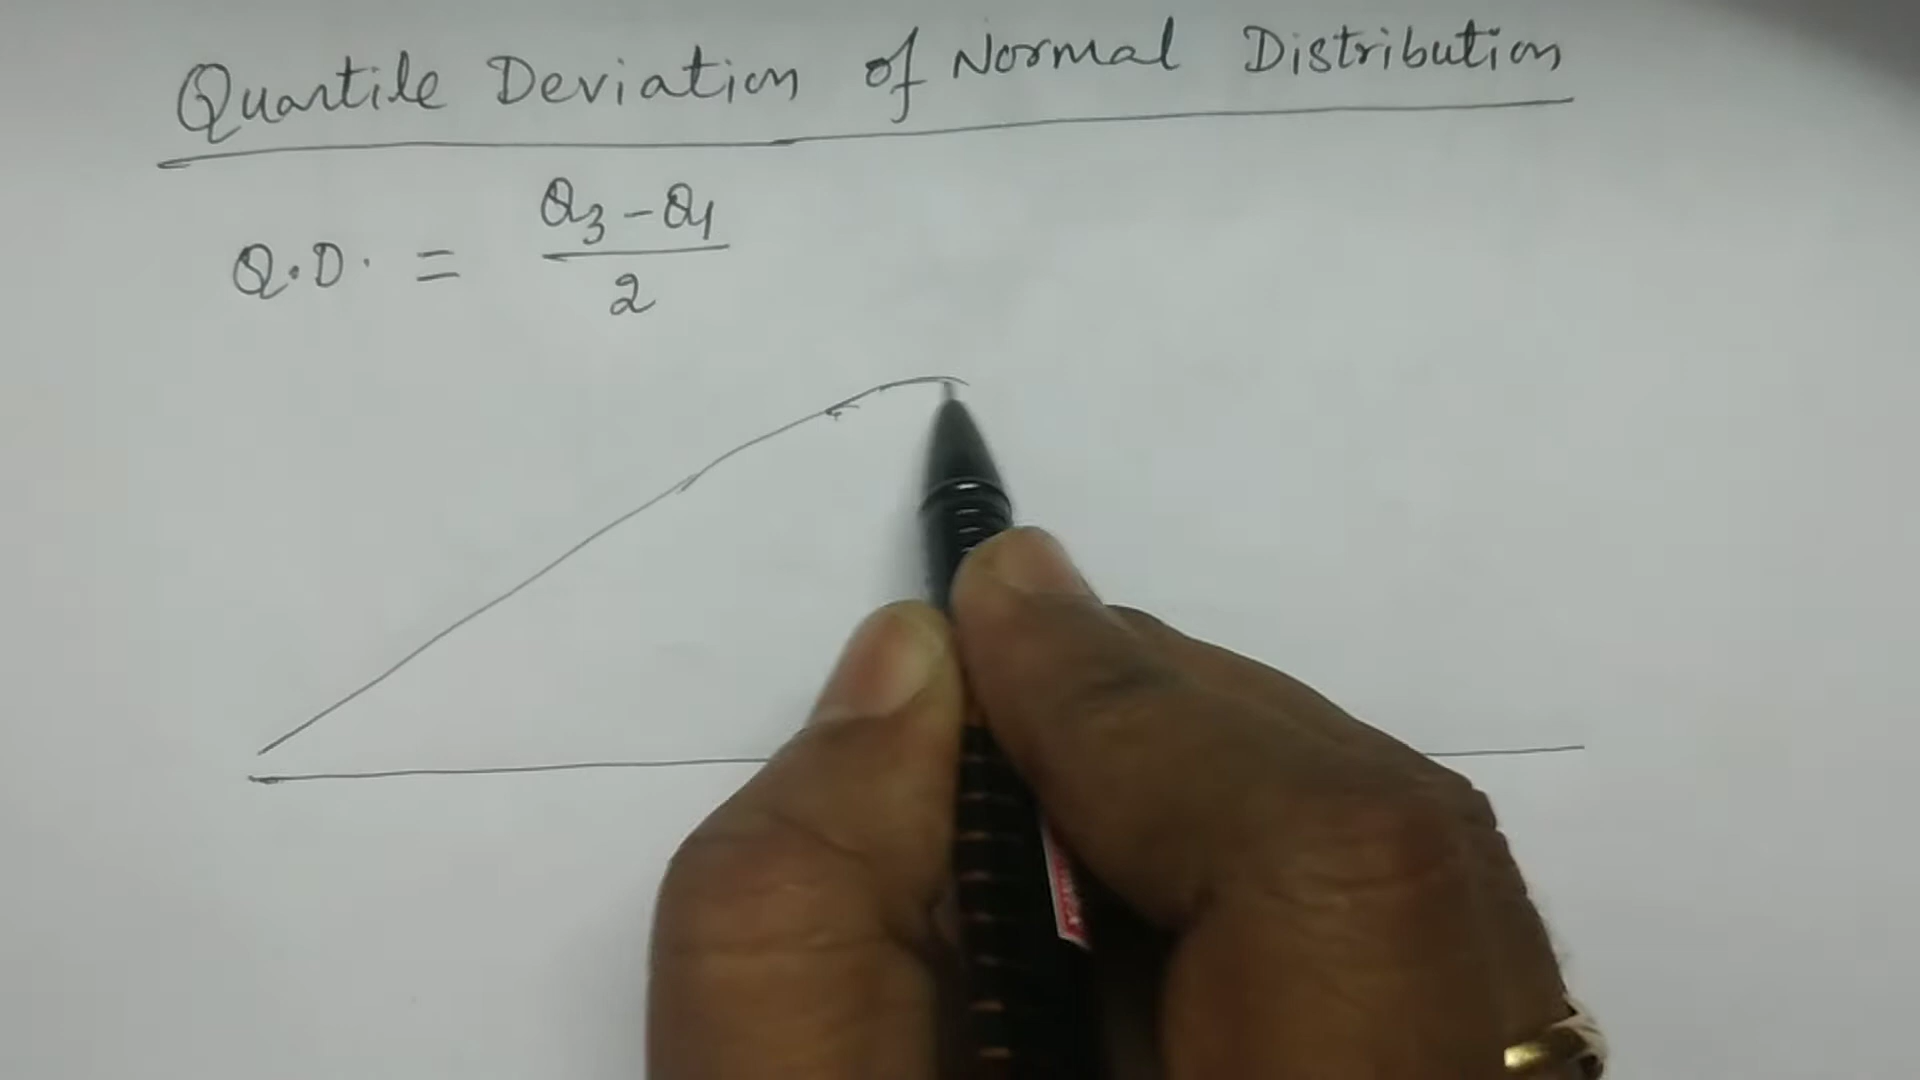 Quartile Deviation of Normal Distribution
Q.D. = Q₃ - Q₁ / 2